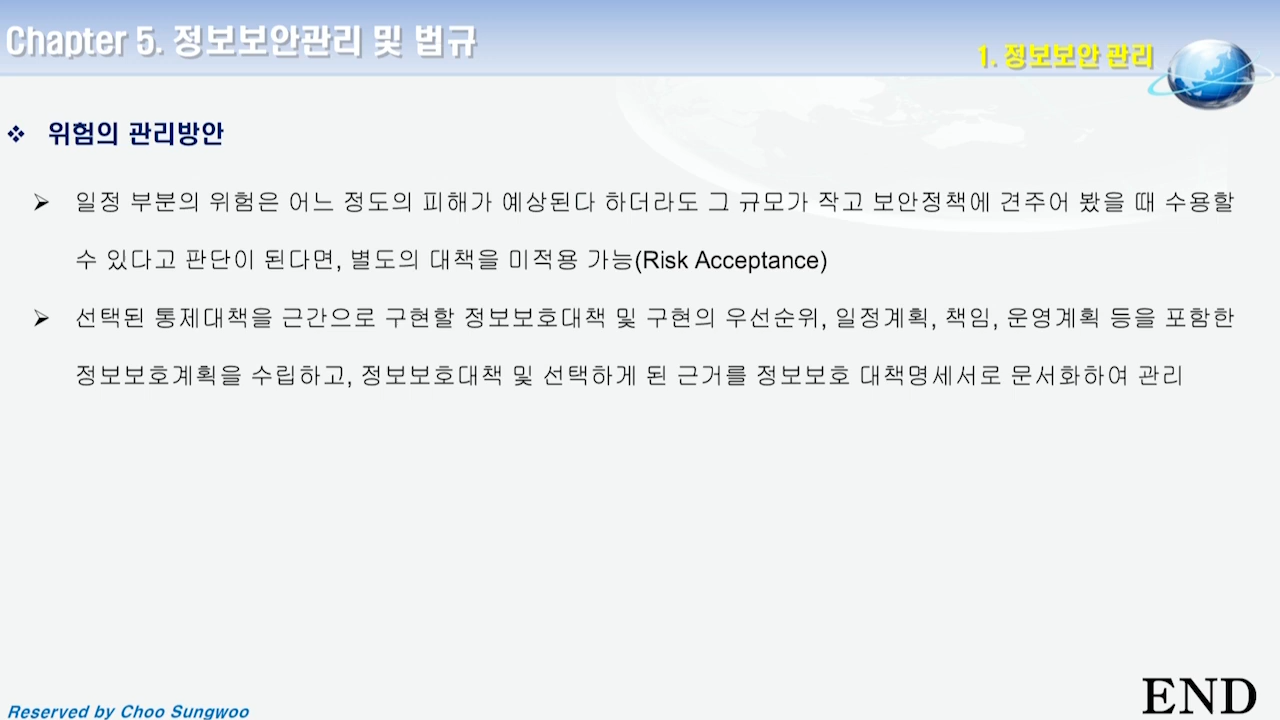 Chapter 5. 정보보안관리 및 법규
1. 정보보안 관리
❖ 위험의 관리방안
➢ 일정 부분의 위험은 어느 정도의 피해가 예상된다 하더라도 그 규모가 작고 보안정책에 견주어 봤을 때 수용할
수 있다고 판단이 된다면, 별도의 대책을 미적용 가능(Risk Acceptance)
➢ 선택된 통제대책을 근간으로 구현할 정보보호대책 및 구현의 우선순위, 일정계획, 책임, 운영계획 등을 포함한
정보보호계획을 수립하고, 정보보호대책 및 선택하게 된 근거를 정보보호 대책명세서로 문서화하여 관리
Reserved by Choo Sungwoo
END